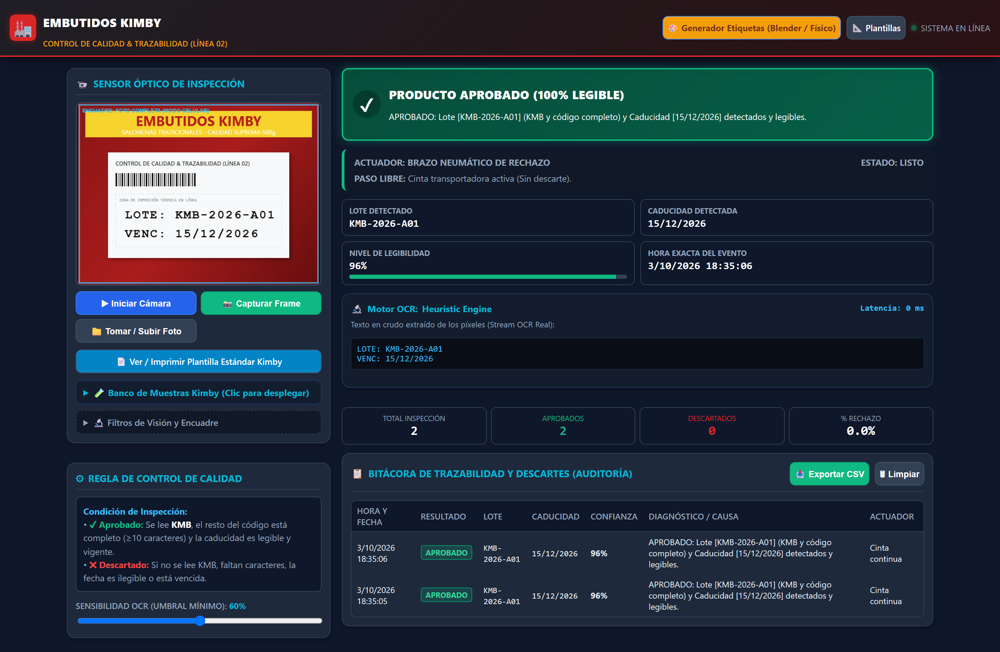 EMBUTIDOS KIMBY
CONTROL DE CALIDAD & TRAZABILIDAD (LÍNEA 02)
Generador Etiquetas (Blender / Físico)
Plantillas
SISTEMA EN LÍNEA
SENSOR ÓPTICO DE INSPECCIÓN
ENCUADRE: FOTO COMPLETA (MODO CELULAR)
EMBUTIDOS KIMBY
SALCHICHAS TRADICIONALES - CALIDAD SUPREMA 500g
CONTROL DE CALIDAD & TRAZABILIDAD (LÍNEA 02)
ZONA DE IMPRESIÓN TÉRMICA EN LÍNEA
LOTE: KMB-2026-A01
VENC: 15/12/2026
Iniciar Cámara
Capturar Frame
Tomar / Subir Foto
Ver / Imprimir Plantilla Estándar Kimby
Banco de Muestras Kimby (Clic para desplegar)
Filtros de Visión y Encuadre
REGLA DE CONTROL DE CALIDAD
Condición de Inspección:
• ✔ Aprobado: Se lee KMB, el resto del código está
completo (≥10 caracteres) y la caducidad es legible y
vigente.
• ❌ Descartado: Si no se lee KMB, faltan caracteres, la
fecha es ilegible o está vencida.
SENSIBILIDAD OCR (UMBRAL MÍNIMO): 60%
PRODUCTO APROBADO (100% LEGIBLE)
APROBADO: Lote [KMB-2026-A01] (KMB y código completo) y Caducidad [15/12/2026] detectados y legibles.
ACTUADOR: BRAZO NEUMÁTICO DE RECHAZO
ESTADO: LISTO
PASO LIBRE: Cinta transportadora activa (Sin descarte).
LOTE DETECTADO
KMB-2026-A01
CADUCIDAD DETECTADA
15/12/2026
NIVEL DE LEGIBILIDAD
96%
HORA EXACTA DEL EVENTO
3/10/2026 18:35:06
Motor OCR: Heuristic Engine
Latencia: 0 ms
Texto en crudo extraído de los píxeles (Stream OCR Real):
LOTE: KMB-2026-A01
VENC: 15/12/2026
TOTAL INSPECCIÓN
2
APROBADOS
2
DESCARTADOS
0
% RECHAZO
0.0%
BITÁCORA DE TRAZABILIDAD Y DESCARTES (AUDITORÍA)
Exportar CSV
Limpiar
HORA Y
FECHA
RESULTADO
LOTE
CADUCIDAD
CONFIANZA
DIAGNÓSTICO / CAUSA
ACTUADOR
3/10/2026
18:35:06
APROBADO
KMB-
2026-A01
15/12/2026
96%
APROBADO: Lote [KMB-2026-A01] (KMB y código
completo) y Caducidad [15/12/2026] detectados y
legibles.
Cinta
continua
3/10/2026
18:35:05
APROBADO
KMB-
2026-A01
15/12/2026
96%
APROBADO: Lote [KMB-2026-A01] (KMB y código
completo) y Caducidad [15/12/2026] detectados y
legibles.
Cinta
continua